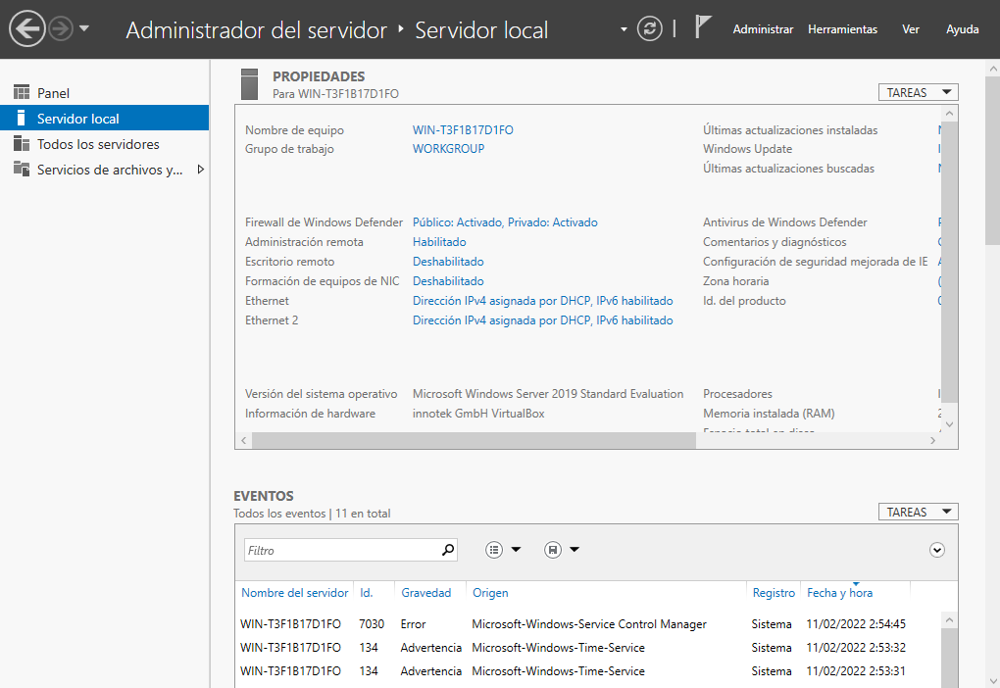 Administrador del servidor ‣ Servidor local
Administrar Herramientas Ver Ayuda
Panel
Servidor local
Todos los servidores
Servicios de archivos y...
PROPIEDADES
Para WIN-T3F1B17D1FO
TAREAS
Nombre de equipo WIN-T3F1B17D1FO Últimas actualizaciones instaladas
Grupo de trabajo WORKGROUP Windows Update
Últimas actualizaciones buscadas
Firewall de Windows Defender Público: Activado, Privado: Activado Antivirus de Windows Defender
Administración remota Habilitado Comentarios y diagnósticos
Escritorio remoto Deshabilitado Configuración de seguridad mejorada de IE
Formación de equipos de NIC Deshabilitado Zona horaria
Ethernet Dirección IPv4 asignada por DHCP, IPv6 habilitado Id. del producto
Ethernet 2 Dirección IPv4 asignada por DHCP, IPv6 habilitado
Versión del sistema operativo Microsoft Windows Server 2019 Standard Evaluation Procesadores
Información de hardware innotek GmbH VirtualBox Memoria instalada (RAM)
Espacio total en disco
EVENTOS
Todos los eventos | 11 en total
TAREAS
Filtro
Nombre del servidor Id. Gravedad Origen Registro Fecha y hora
WIN-T3F1B17D1FO 7030 Error Microsoft-Windows-Service Control Manager Sistema 11/02/2022 2:54:45
WIN-T3F1B17D1FO 134 Advertencia Microsoft-Windows-Time-Service Sistema 11/02/2022 2:53:32
WIN-T3F1B17D1FO 134 Advertencia Microsoft-Windows-Time-Service Sistema 11/02/2022 2:53:31